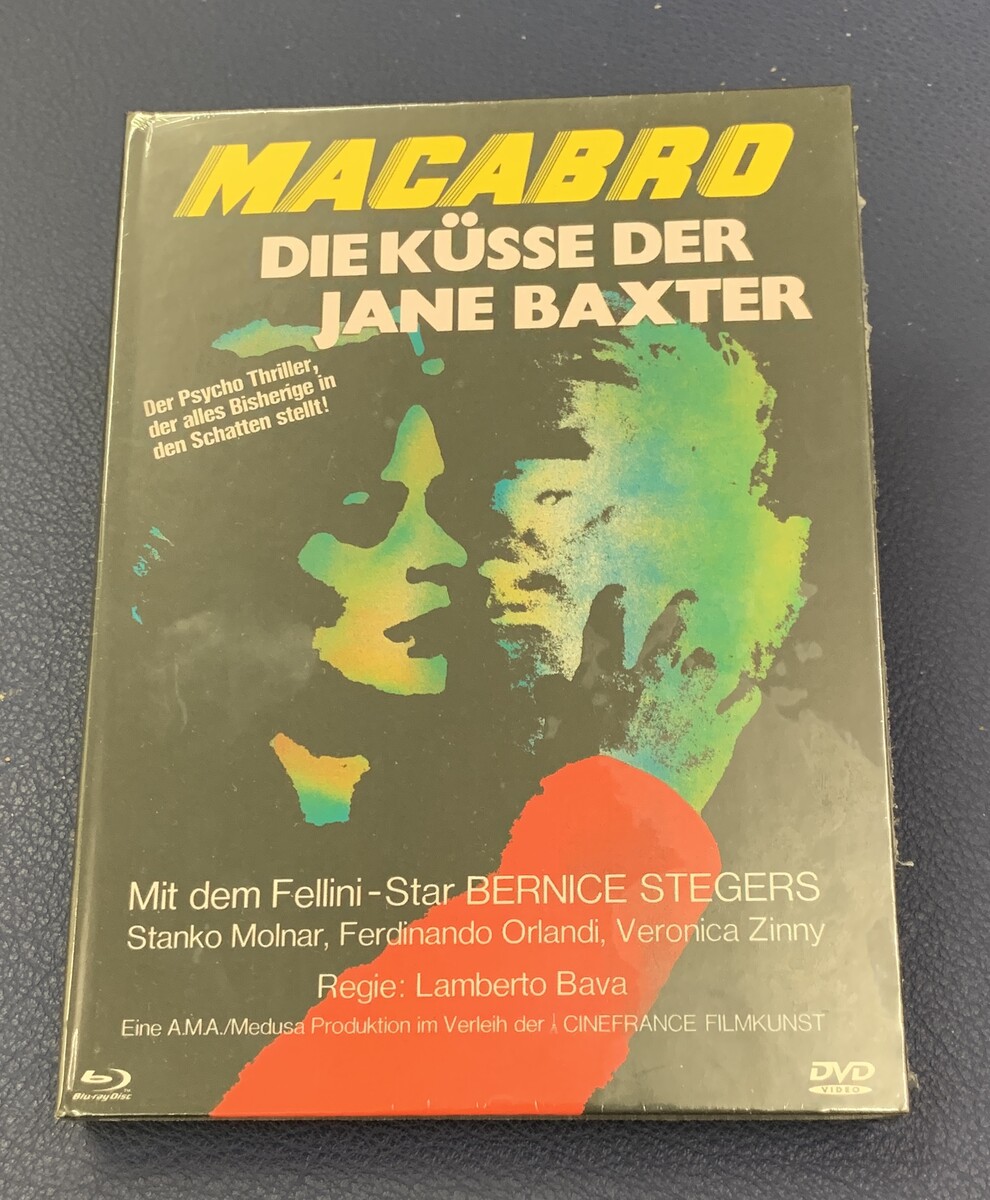 MACABRO
DIE KÜSSE DER
JANE BAXTER
Der Psycho Thriller,
der alles Bisherige in
den Schatten stellt!
Mit dem Fellini-Star BERNICE STEGERS
Stanko Molnar, Ferdinando Orlandi, Veronica Zinny
Regie: Lamberto Bava
Eine A.M.A./Medusa Produktion im Verleih der CINEFRANCE FILMKUNST
Blu-ray Disc™
DVD
VIDEO